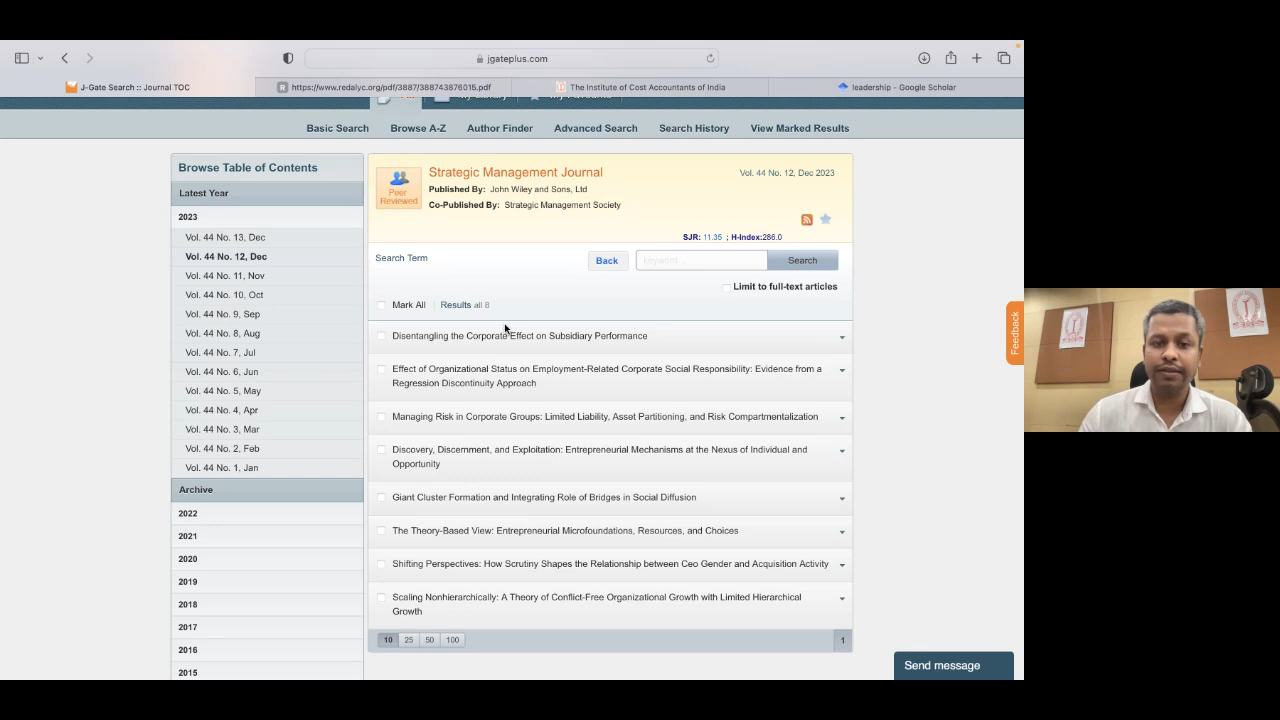 jgateplus.com
J-Gate Search :: Journal TOC
https://www.redalyc.org/pdf/3887/388743876015.pdf
The Institute of Cost Accountants of India
leadership - Google Scholar
Basic Search
Browse A-Z
Author Finder
Advanced Search
Search History
View Marked Results
Browse Table of Contents
Latest Year
2023
Vol. 44 No. 13, Dec
Vol. 44 No. 12, Dec
Vol. 44 No. 11, Nov
Vol. 44 No. 10, Oct
Vol. 44 No. 9, Sep
Vol. 44 No. 8, Aug
Vol. 44 No. 7, Jul
Vol. 44 No. 6, Jun
Vol. 44 No. 5, May
Vol. 44 No. 4, Apr
Vol. 44 No. 3, Mar
Vol. 44 No. 2, Feb
Vol. 44 No. 1, Jan
Archive
2022
2021
2020
2019
2018
2017
2016
2015
Peer
Reviewed
Strategic Management Journal
Vol. 44 No. 12, Dec 2023
Published By: John Wiley and Sons, Ltd
Co-Published By: Strategic Management Society
SJR: 11.35 ; H-Index:286.0
Search Term
Back
keyword...
Search
Limit to full-text articles
Mark All
Results all 8
Disentangling the Corporate Effect on Subsidiary Performance
Effect of Organizational Status on Employment-Related Corporate Social Responsibility: Evidence from a
Regression Discontinuity Approach
Managing Risk in Corporate Groups: Limited Liability, Asset Partitioning, and Risk Compartmentalization
Discovery, Discernment, and Exploitation: Entrepreneurial Mechanisms at the Nexus of Individual and
Opportunity
Giant Cluster Formation and Integrating Role of Bridges in Social Diffusion
The Theory-Based View: Entrepreneurial Microfoundations, Resources, and Choices
Shifting Perspectives: How Scrutiny Shapes the Relationship between Ceo Gender and Acquisition Activity
Scaling Nonhierarchically: A Theory of Conflict-Free Organizational Growth with Limited Hierarchical
Growth
10
25
50
100
1
Feedback
Send message